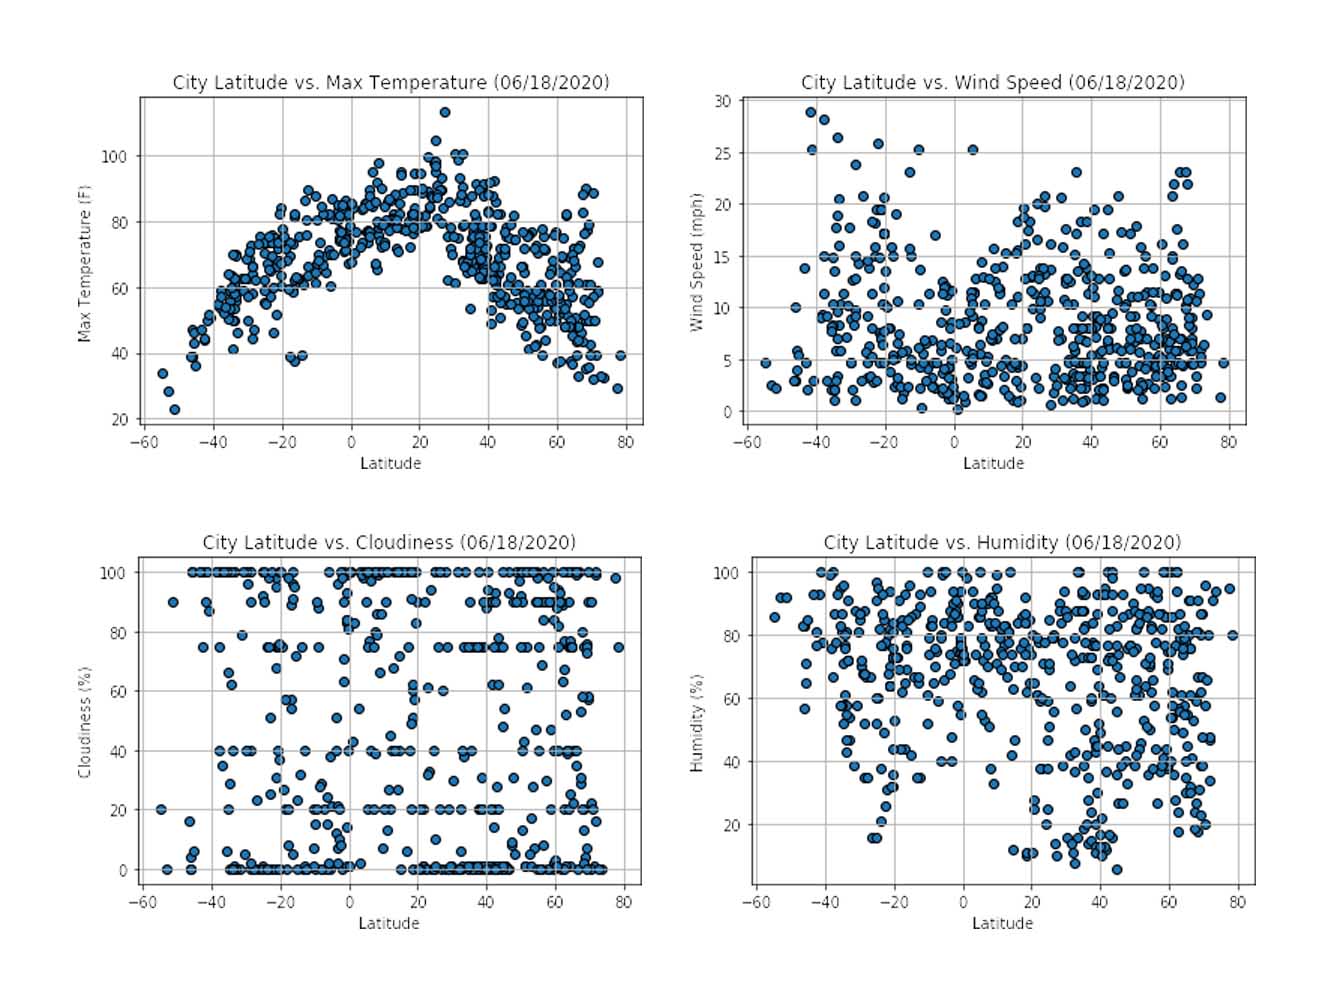 City Latitude vs. Max Temperature (06/18/2020)
Max Temperature (F)
100
80
60
40
20
−60 −40 −20 0 20 40 60 80
Latitude
City Latitude vs. Wind Speed (06/18/2020)
Wind Speed (mph)
30
25
20
15
10
5
0
−60 −40 −20 0 20 40 60 80
Latitude
City Latitude vs. Cloudiness (06/18/2020)
Cloudiness (%)
100
80
60
40
20
0
−60 −40 −20 0 20 40 60 80
Latitude
City Latitude vs. Humidity (06/18/2020)
Humidity (%)
100
80
60
40
20
−60 −40 −20 0 20 40 60 80
Latitude